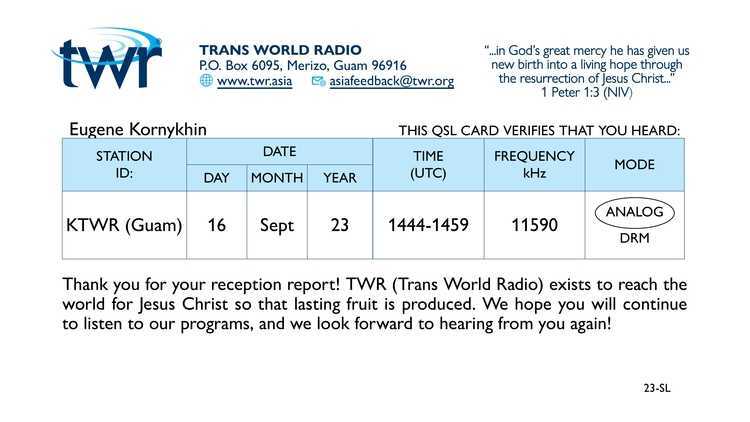 twr
TRANS WORLD RADIO
P.O. Box 6095, Merizo, Guam 96916
www.twr.asia asiafeedback@twr.org
“...in God’s great mercy he has given us
new birth into a living hope through
the resurrection of Jesus Christ...”
1 Peter 1:3 (NIV)
Eugene Kornykhin
THIS QSL CARD VERIFIES THAT YOU HEARD:
STATION
ID:
DATE
DAY MONTH YEAR
TIME
(UTC)
FREQUENCY
kHz
MODE
KTWR (Guam) 16 Sept 23 1444-1459 11590
ANALOG
DRM
Thank you for your reception report! TWR (Trans World Radio) exists to reach the
world for Jesus Christ so that lasting fruit is produced. We hope you will continue
to listen to our programs, and we look forward to hearing from you again!
23-SL